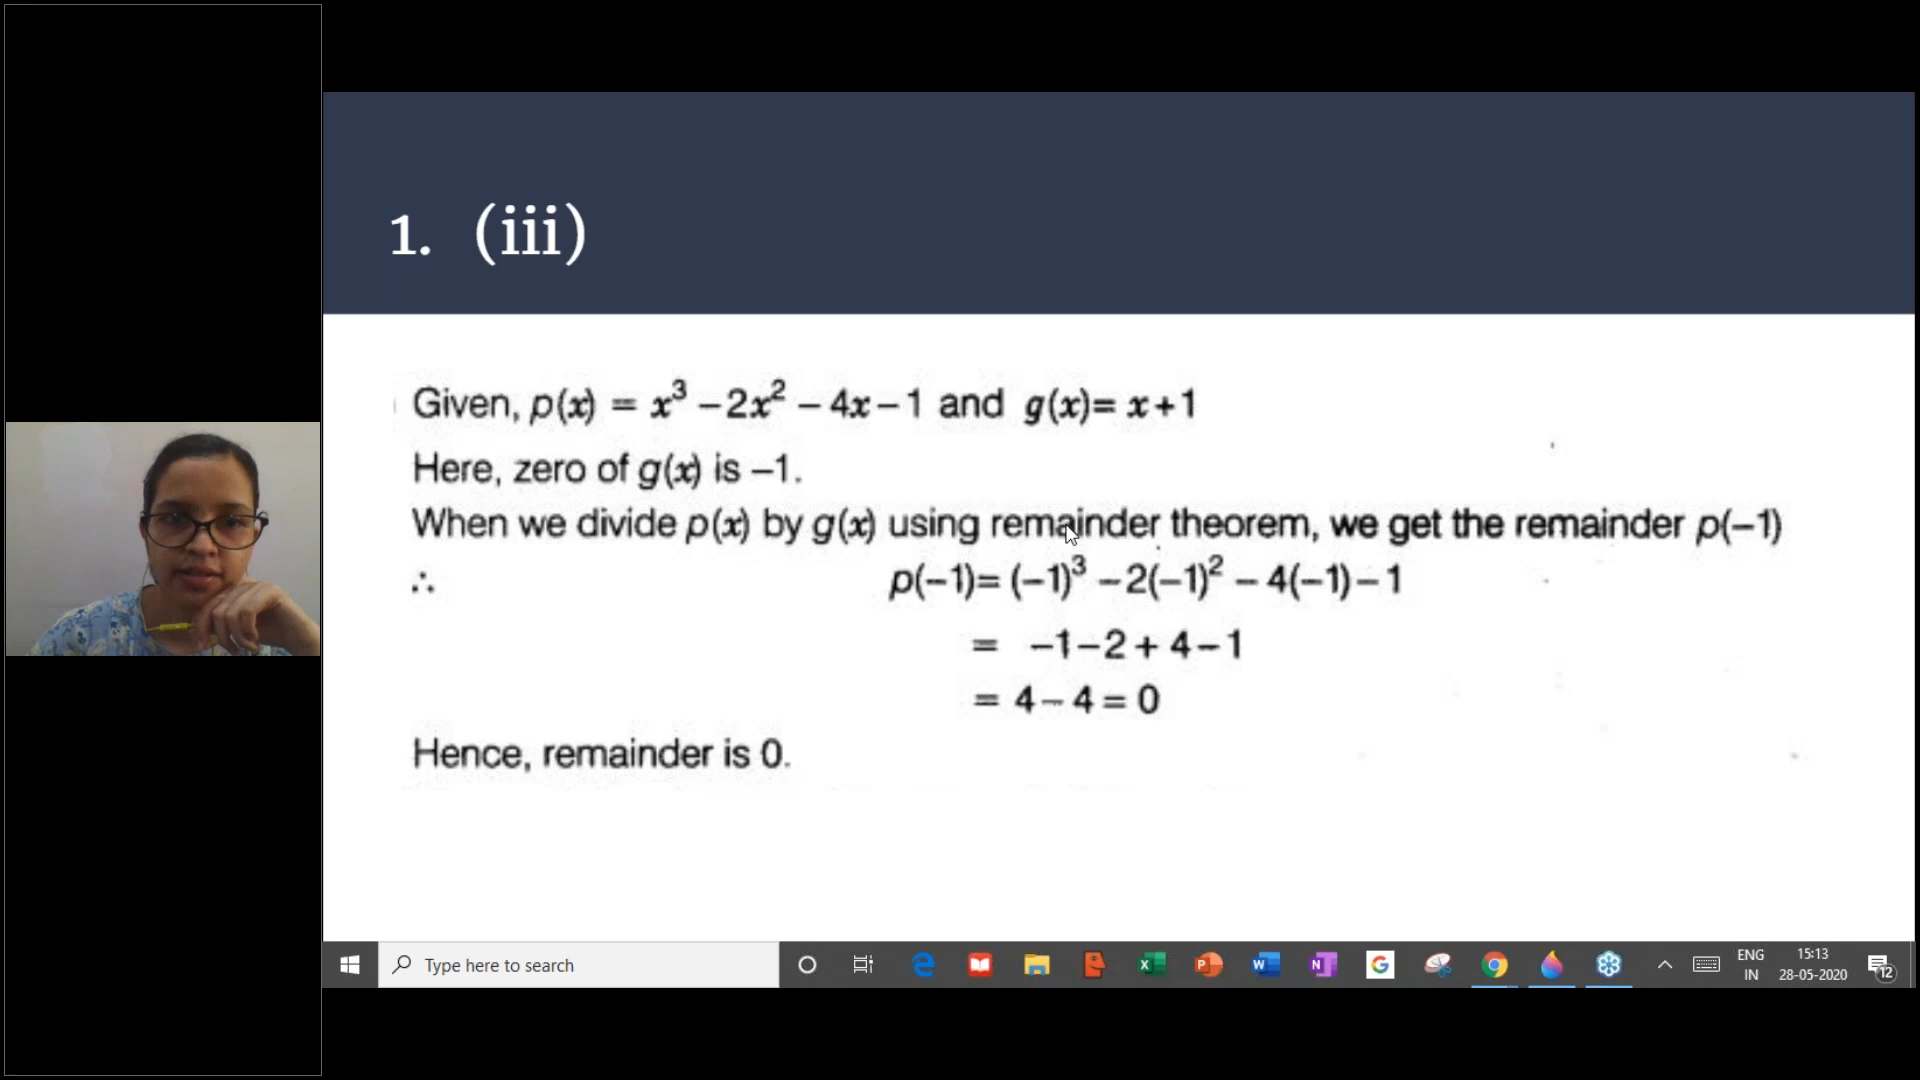 1. (iii)
Given, p(x) = x³ – 2x² – 4x – 1 and g(x)= x+1
Here, zero of g(x) is –1.
When we divide p(x) by g(x) using remainder theorem, we get the remainder p(–1)
∴ p(–1)= (–1)³ – 2(–1)² – 4(–1) – 1
= –1–2 + 4–1
= 4 – 4 = 0
Hence, remainder is 0.
Type here to search
ENG
IN
15:13
28-05-2020
12